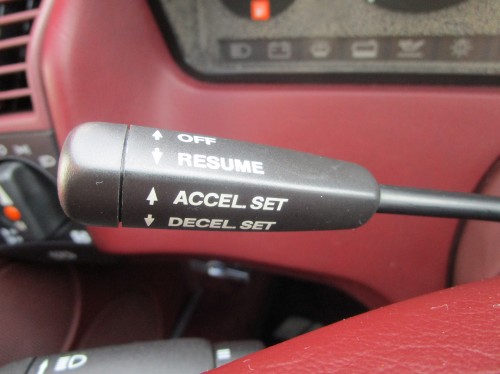 ↑ OFF
↓ RESUME
↑ ACCEL. SET
↓ DECEL. SET